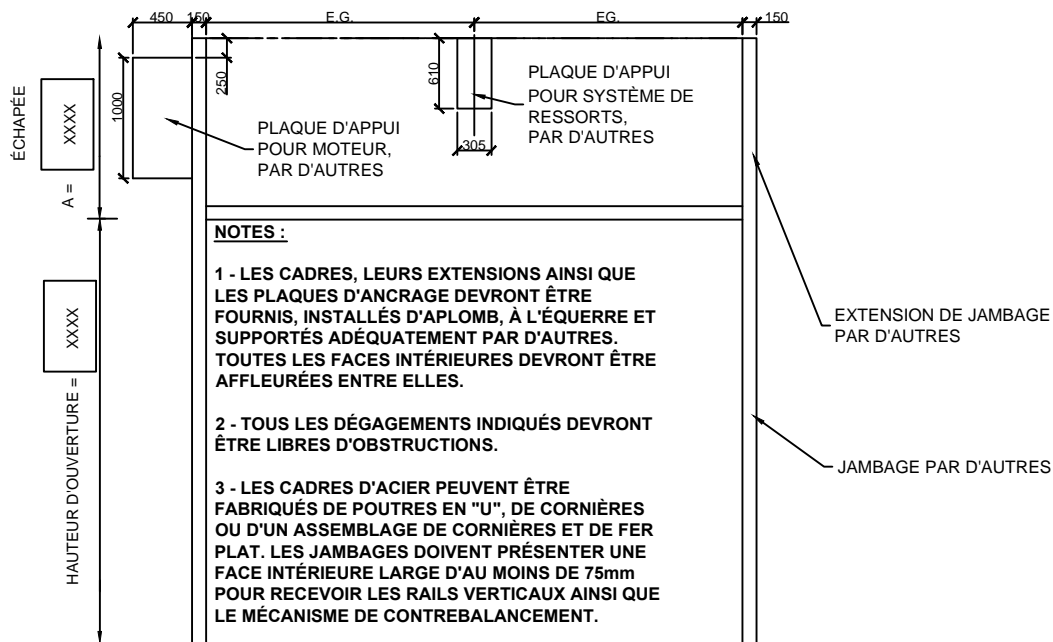 450
150
E.G.
EG.
150
ÉCHAPÉE
A =
XXXX
1000
250
610
305
PLAQUE D'APPUI
POUR MOTEUR,
PAR D'AUTRES
PLAQUE D'APPUI
POUR SYSTÈME DE
RESSORTS,
PAR D'AUTRES
HAUTEUR D'OUVERTURE =
XXXX
NOTES :
1 - LES CADRES, LEURS EXTENSIONS AINSI QUE
LES PLAQUES D'ANCRAGE DEVRONT ÊTRE
FOURNIS, INSTALLÉS D'APLOMB, À L'ÉQUERRE ET
SUPPORTÉS ADÉQUATEMENT PAR D'AUTRES.
TOUTES LES FACES INTÉRIEURES DEVRONT ÊTRE
AFFLEURÉES ENTRE ELLES.
2 - TOUS LES DÉGAGEMENTS INDIQUÉS DEVRONT
ÊTRE LIBRES D'OBSTRUCTIONS.
3 - LES CADRES D'ACIER PEUVENT ÊTRE
FABRIQUÉS DE POUTRES EN "U", DE CORNIÈRES
OU D'UN ASSEMBLAGE DE CORNIÈRES ET DE FER
PLAT. LES JAMBAGES DOIVENT PRÉSENTER UNE
FACE INTÉRIEURE LARGE D'AU MOINS DE 75mm
POUR RECEVOIR LES RAILS VERTICAUX AINSI QUE
LE MÉCANISME DE CONTREBALANCEMENT.
EXTENSION DE JAMBAGE
PAR D'AUTRES
JAMBAGE PAR D'AUTRES